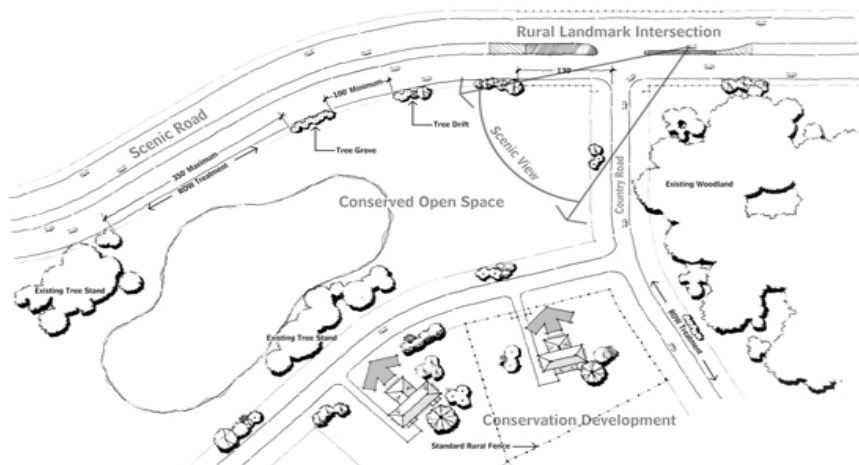 Rural Landmark Intersection
130'
100' Minimum
Scenic Road
Tree Drift
Tree Grove
350' Maximum
ROW Treatment
Scenic View
Country Road
Existing Woodland
Conserved Open Space
Existing Tree Stand
Existing Tree Stand
ROW Treatment
Conservation Development
Standard Rural Fence